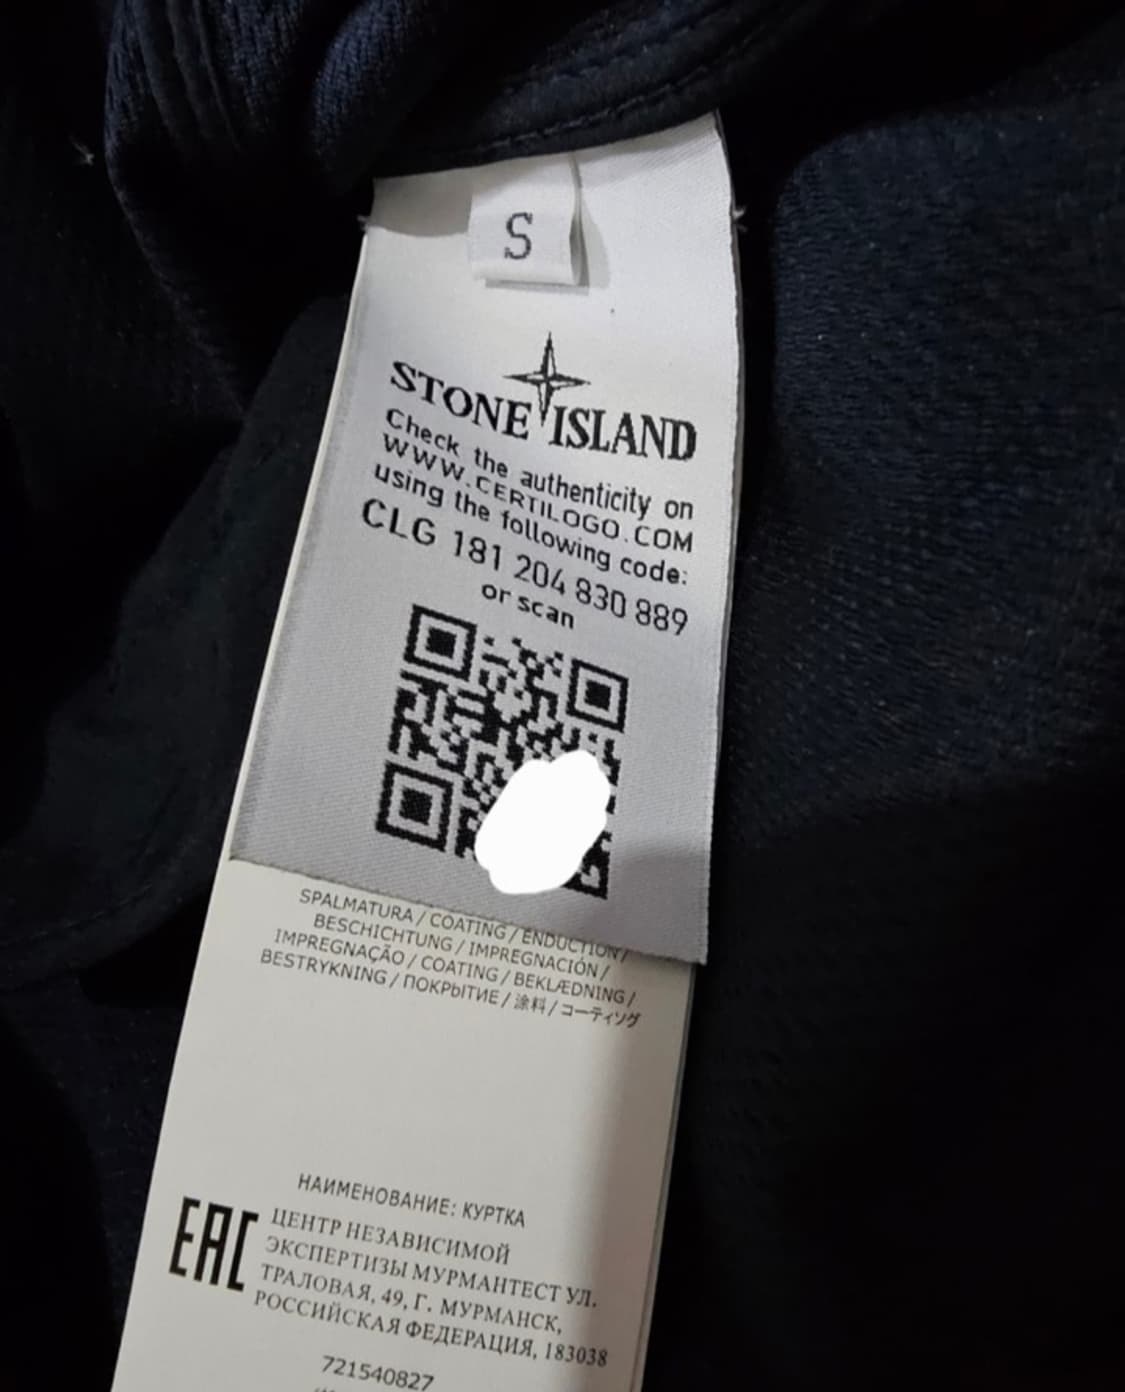 S
STONE ISLAND
Check the authenticity on
WWW.CERTILOGO.COM
using the following code:
CLG 181 204 830 889
or scan
SPALMATURA / COATING / ENDUCTION /
BESCHICHTUNG / IMPREGNACIÓN /
IMPREGNAÇÃO / COATING / BEKLÆDNING /
BESTRYKNING / ПОКРЫТИЕ / 涂料 / コーティング
НАИМЕНОВАНИЕ: КУРТКА
EAC
ЦЕНТР НЕЗАВИСИМОЙ
ЭКСПЕРТИЗЫ МУРМАНТЕСТ УЛ.
ТРАЛОВАЯ, 49, Г. МУРМАНСК,
РОССИЙСКАЯ ФЕДЕРАЦИЯ, 183038
721540827